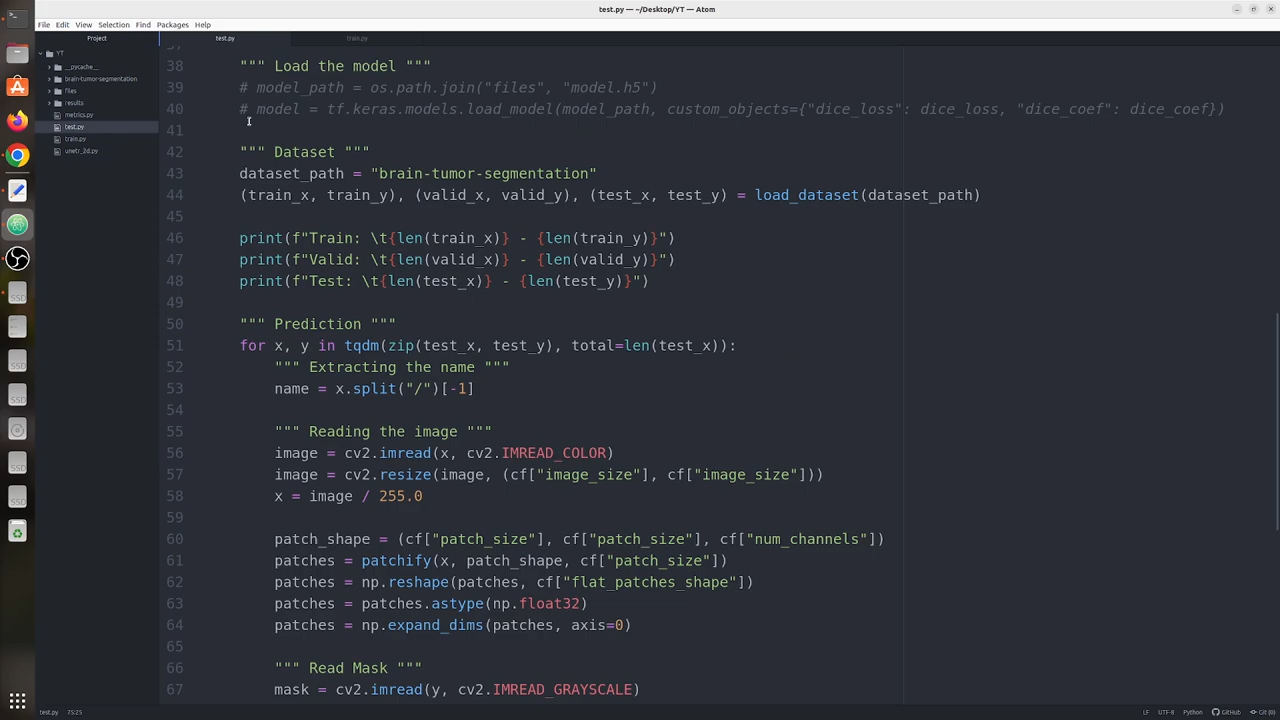 test.py — ~/Desktop/YT — Atom
File Edit View Selection Find Packages Help
Project
test.py
train.py
YT
__pycache__
brain-tumor-segmentation
files
results
metrics.py
test.py
train.py
unetr_2d.py
37
38 """ Load the model """
39 # model_path = os.path.join("files", "model.h5")
40 # model = tf.keras.models.load_model(model_path, custom_objects={"dice_loss": dice_loss, "dice_coef": dice_coef})
41
42 """ Dataset """
43 dataset_path = "brain-tumor-segmentation"
44 (train_x, train_y), (valid_x, valid_y), (test_x, test_y) = load_dataset(dataset_path)
45
46 print(f"Train: \t{len(train_x)} - {len(train_y)}")
47 print(f"Valid: \t{len(valid_x)} - {len(valid_y)}")
48 print(f"Test: \t{len(test_x)} - {len(test_y)}")
49
50 """ Prediction """
51 for x, y in tqdm(zip(test_x, test_y), total=len(test_x)):
52 """ Extracting the name """
53 name = x.split("/")[-1]
54
55 """ Reading the image """
56 image = cv2.imread(x, cv2.IMREAD_COLOR)
57 image = cv2.resize(image, (cf["image_size"], cf["image_size"]))
58 x = image / 255.0
59
60 patch_shape = (cf["patch_size"], cf["patch_size"], cf["num_channels"])
61 patches = patchify(x, patch_shape, cf["patch_size"])
62 patches = np.reshape(patches, cf["flat_patches_shape"])
63 patches = patches.astype(np.float32)
64 patches = np.expand_dims(patches, axis=0)
65
66 """ Read Mask """
67 mask = cv2.imread(y, cv2.IMREAD_GRAYSCALE)
test.py 75:25 LF UTF-8 Python GitHub Git (0)